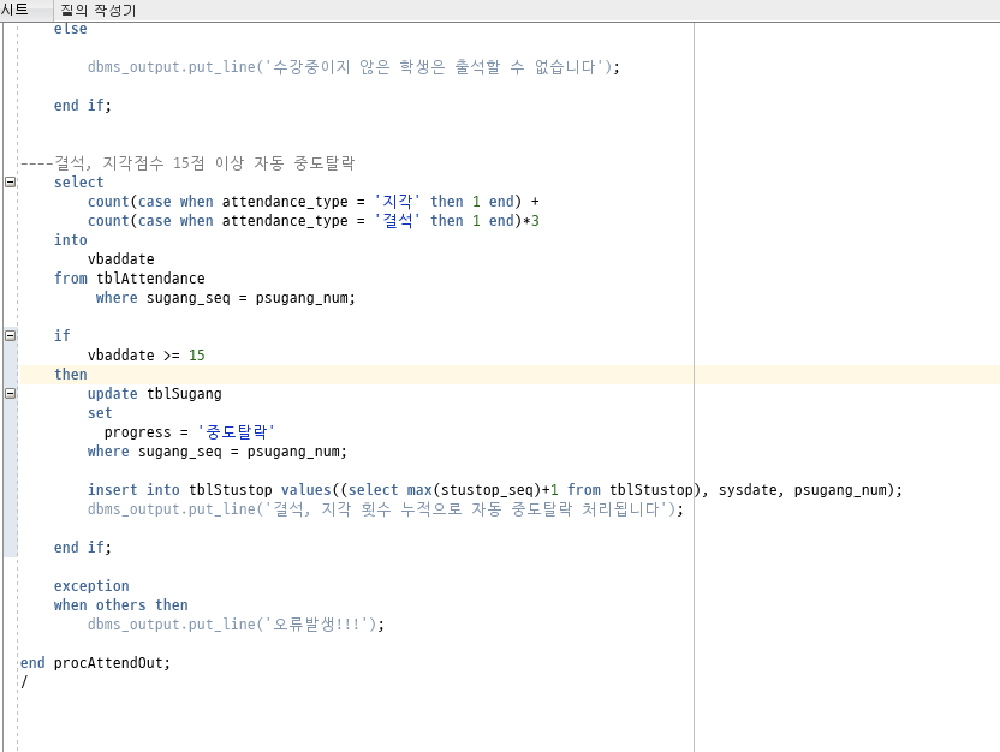 시트 질의 작성기
else
dbms_output.put_line('수강중이지 않은 학생은 출석할 수 없습니다');
end if;
----결석, 지각점수 15점 이상 자동 중도탈락
select
count(case when attendance_type = '지각' then 1 end) +
count(case when attendance_type = '결석' then 1 end)*3
into
vbaddate
from tblAttendance
where sugang_seq = psugang_num;
if
vbaddate >= 15
then
update tblSugang
set
progress = '중도탈락'
where sugang_seq = psugang_num;
insert into tblStustop values((select max(stustop_seq)+1 from tblStustop), sysdate, psugang_num);
dbms_output.put_line('결석, 지각 횟수 누적으로 자동 중도탈락 처리됩니다');
end if;
exception
when others then
dbms_output.put_line('오류발생!!!');
end procAttendOut;
/